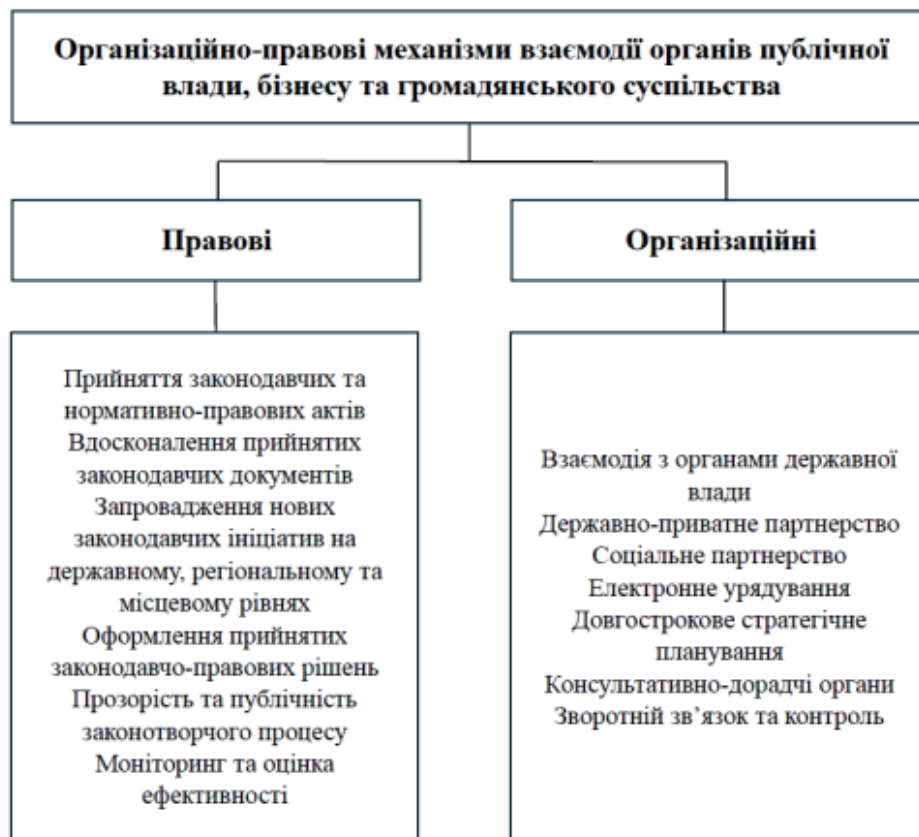 Організаційно-правові механізми взаємодії органів публічної
влади, бізнесу та громадянського суспільства
Правові
Організаційні
Прийняття законодавчих та
нормативно-правових актів
Вдосконалення прийнятих
законодавчих документів
Запровадження нових
законодавчих ініціатив на
державному, регіональному та
місцевому рівнях
Оформлення прийнятих
законодавчо-правових рішень
Прозорість та публічність
законотворчого процесу
Моніторинг та оцінка
ефективності
Взаємодія з органами державної
влади
Державно-приватне партнерство
Соціальне партнерство
Електронне урядування
Довгострокове стратегічне
планування
Консультативно-дорадчі органи
Зворотній зв’язок та контроль